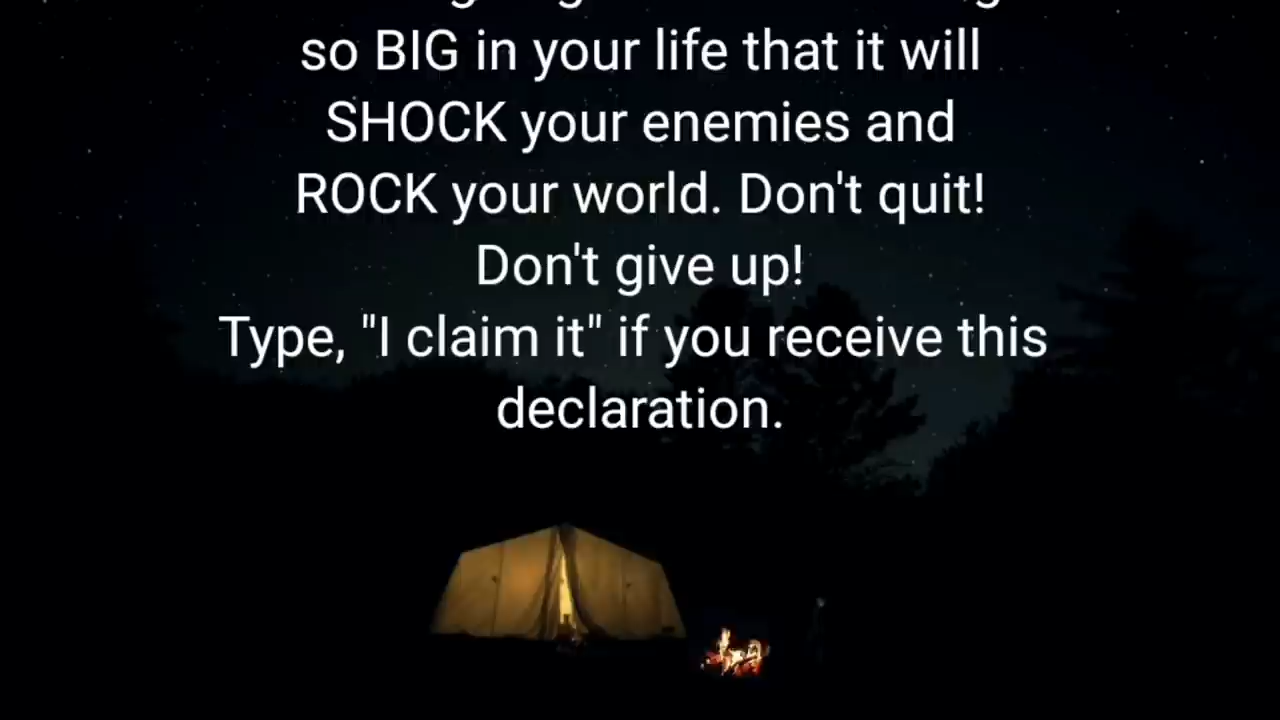 so BIG in your life that it will
SHOCK your enemies and
ROCK your world. Don't quit!
Don't give up!
Type, "I claim it" if you receive this
declaration.